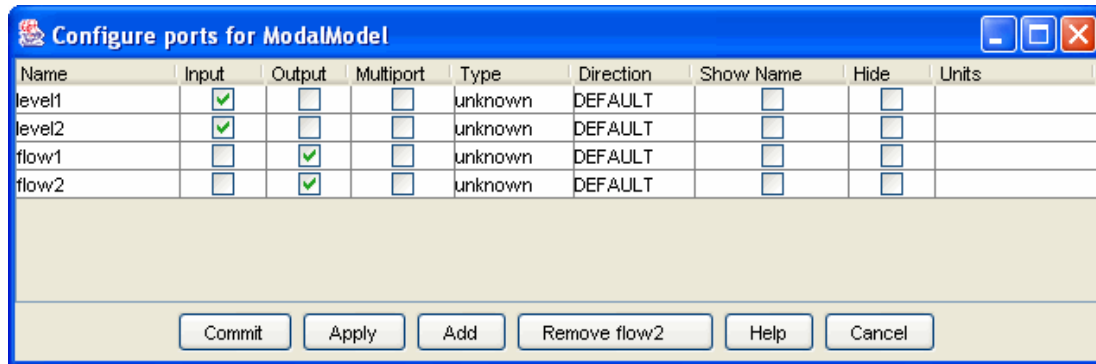 Configure ports for ModalModel
Name Input Output Multiport Type Direction Show Name Hide Units
level1 unknown DEFAULT
level2 unknown DEFAULT
flow1 unknown DEFAULT
flow2 unknown DEFAULT
Commit Apply Add Remove flow2 Help Cancel